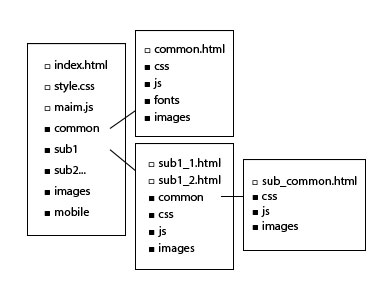 □ index.html
□ style.css
□ maim.js
■ common
■ sub1
■ sub2...
■ images
■ mobile
□ common.html
■ css
■ js
■ fonts
■ images
□ sub1_1.html
□ sub1_2.html
■ common
■ css
■ js
■ images
□ sub_common.html
■ css
■ js
■ images